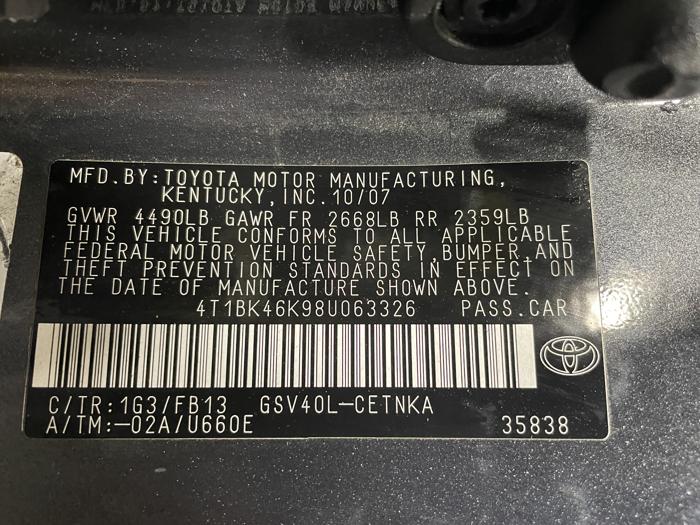 MFD.BY:TOYOTA MOTOR MANUFACTURING,
KENTUCKY,INC.10/07
GVWR 4490LB GAWR FR 2668LB RR 2359LB
THIS VEHICLE CONFORMS TO ALL APPLICABLE
FEDERAL MOTOR VEHICLE SAFETY,BUMPER,AND
THEFT PREVENTION STANDARDS IN EFFECT ON
THE DATE OF MANUFACTURE SHOWN ABOVE.
4T1BK46K98U063326 PASS.CAR
C/TR:1G3/FB13 GSV40L-CETNKA
A/TM:-02A/U660E 35838